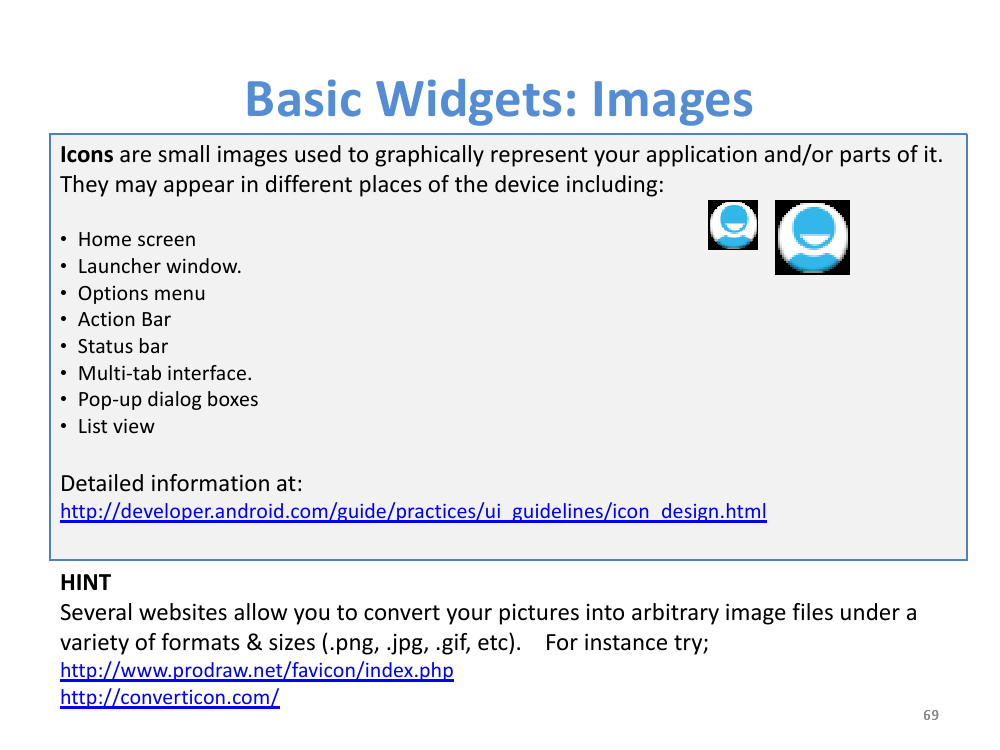 Basic Widgets: Images
Icons are small images used to graphically represent your application and/or parts of it.
They may appear in different places of the device including:
• Home screen
• Launcher window.
• Options menu
• Action Bar
• Status bar
• Multi-tab interface.
• Pop-up dialog boxes
• List view
Detailed information at:
http://developer.android.com/guide/practices/ui_guidelines/icon_design.html
HINT
Several websites allow you to convert your pictures into arbitrary image files under a
variety of formats & sizes (.png, .jpg, .gif, etc). For instance try;
http://www.prodraw.net/favicon/index.php
http://converticon.com/
69